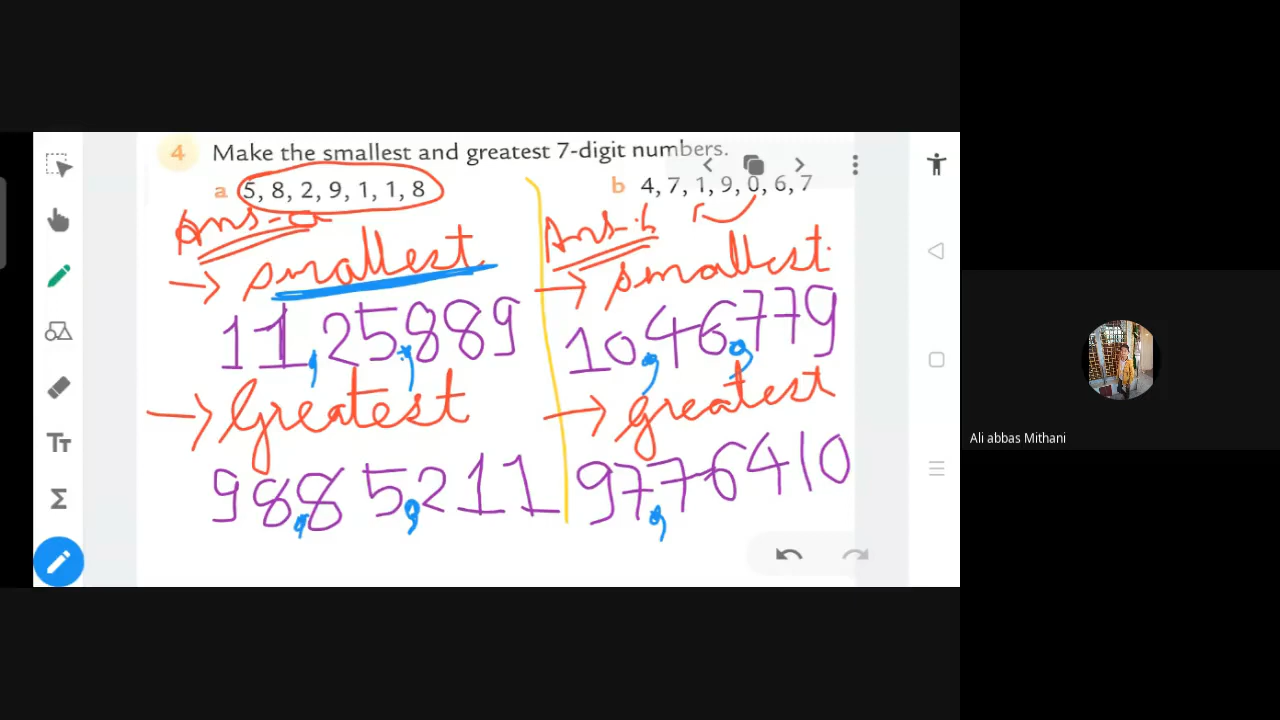 4 Make the smallest and greatest 7-digit numbers.
a 5, 8, 2, 9, 1, 1, 8
b 4, 7, 1, 9, 0, 6, 7
Ans-a
→ smallest
11,25,889
→ Greatest
98,85,211
Ans.b
→ smallest.
10,46,779
→ greatest
97,76410
Tт
Σ
Ali abbas Mithani